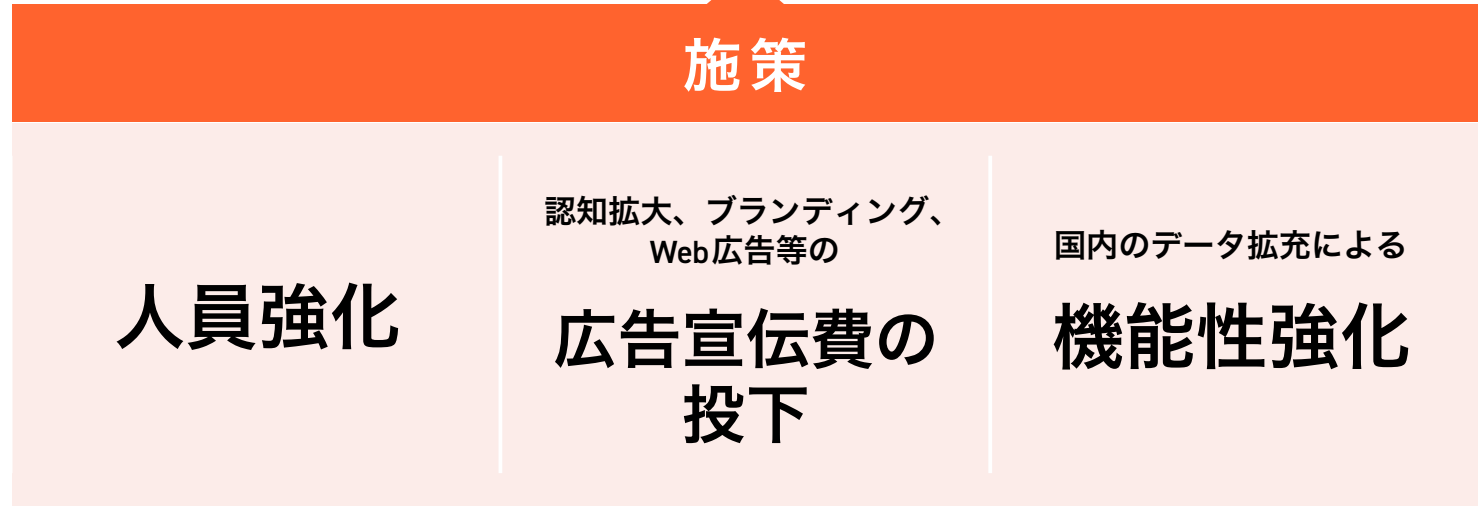 施策
人員強化
認知拡大、ブランディング、
Web広告等の
広告宣伝費の
投下
国内のデータ拡充による
機能性強化